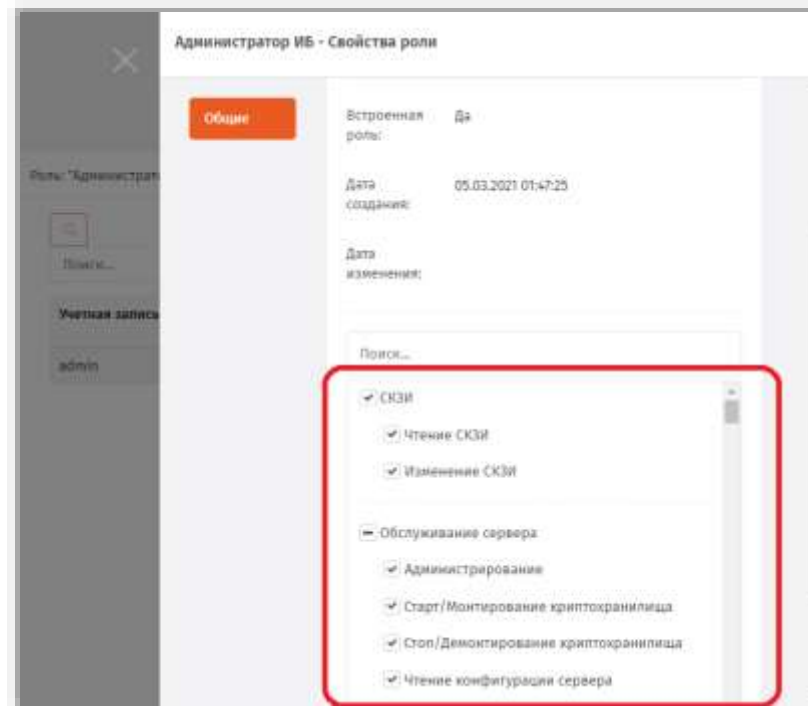 Администратор ИБ - Свойства роли
Общие
Встроенная
роль:
Да
Дата
создания:
05.03.2021 01:47:25
Дата
изменения:
Роль: "Администрат
Поиск...
Учетная запись
admin
Поиск...
СКЗИ
Чтение СКЗИ
Изменение СКЗИ
Обслуживание сервера
Администрирование
Старт/Монтирование криптохранилища
Стоп/Демонтирование криптохранилища
Чтение конфигурации сервера